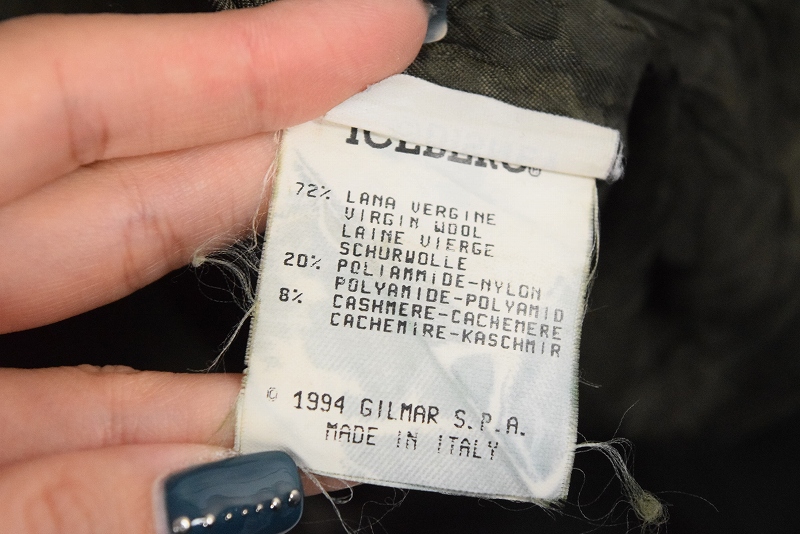 ICEBERG®
72% LANA VERGINE
VIRGIN WOOL
LAINE VIERGE
SCHURWOLLE
20% POLIAMMIDE-NYLON
POLYAMIDE-POLYAMID
8% CASHMERE-CACHEMERE
CACHEMIRE-KASCHMIR
© 1994 GILMAR S.P.A.
MADE IN ITALY